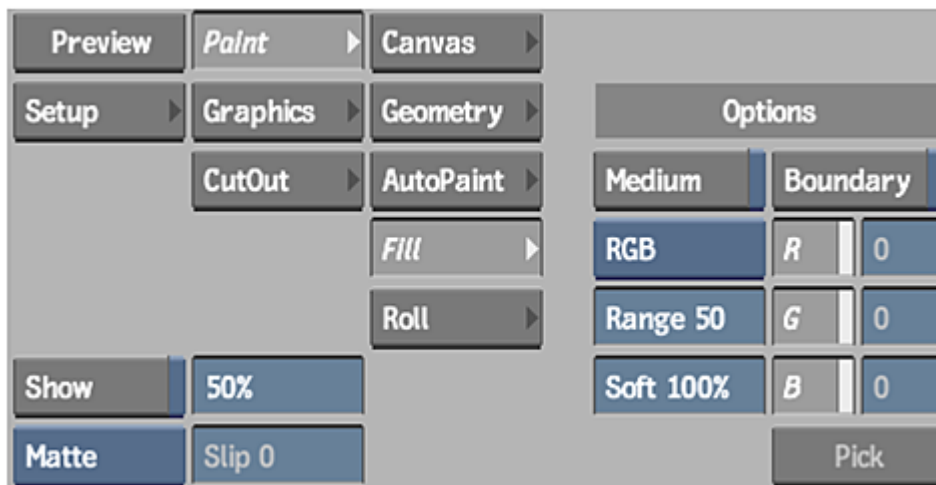 Preview Paint Canvas
Setup Graphics Geometry Options
CutOut AutoPaint Medium Boundary
Fill RGB R 0
Roll Range 50 G 0
Show 50% Soft 100% B 0
Matte Slip 0 Pick